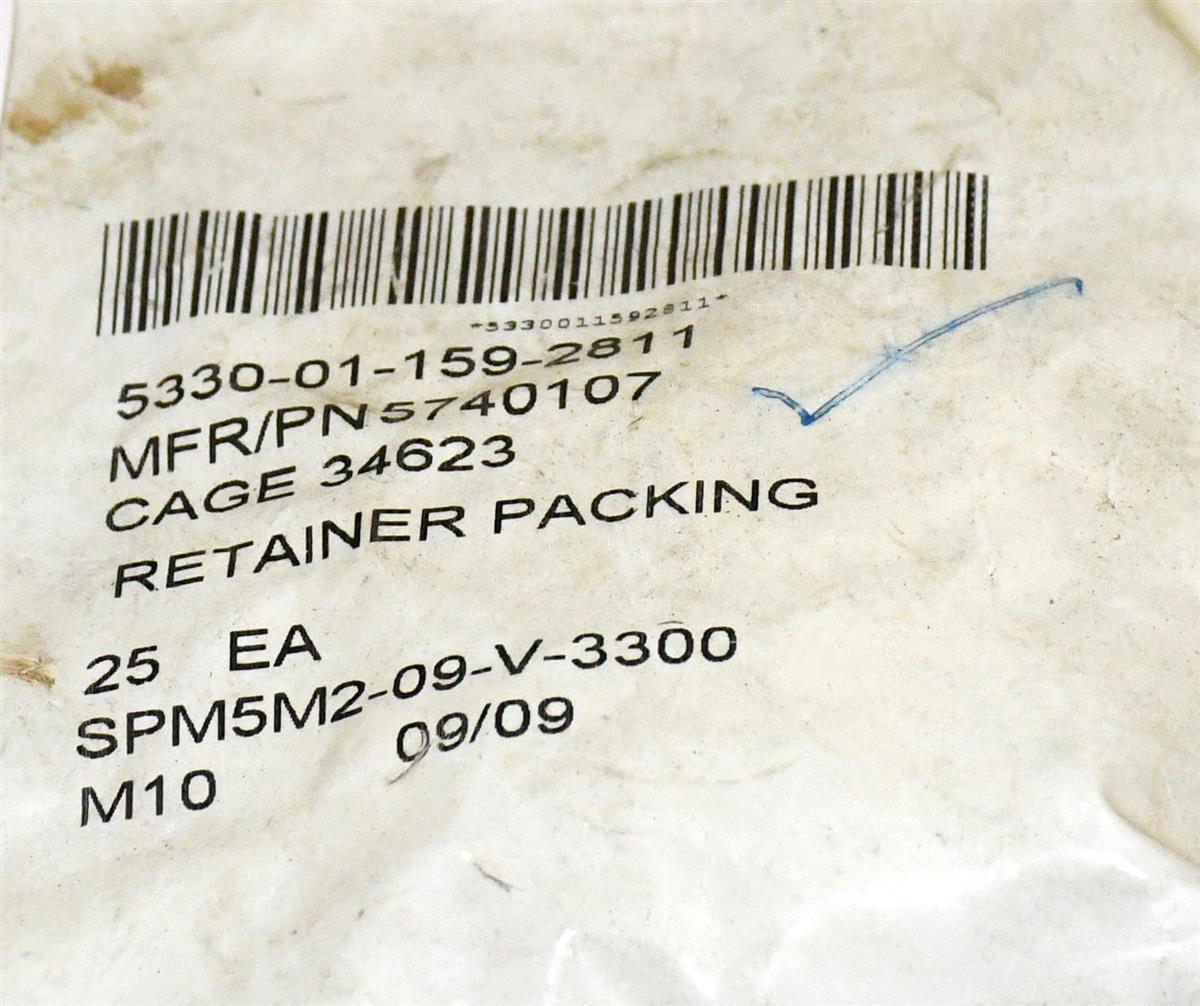 *5330011592811*
5330-01-159-2811
MFR/PN 5740107
CAGE 34623
RETAINER PACKING
25 EA
SPM5M2-09-V-3300
M10 09/09